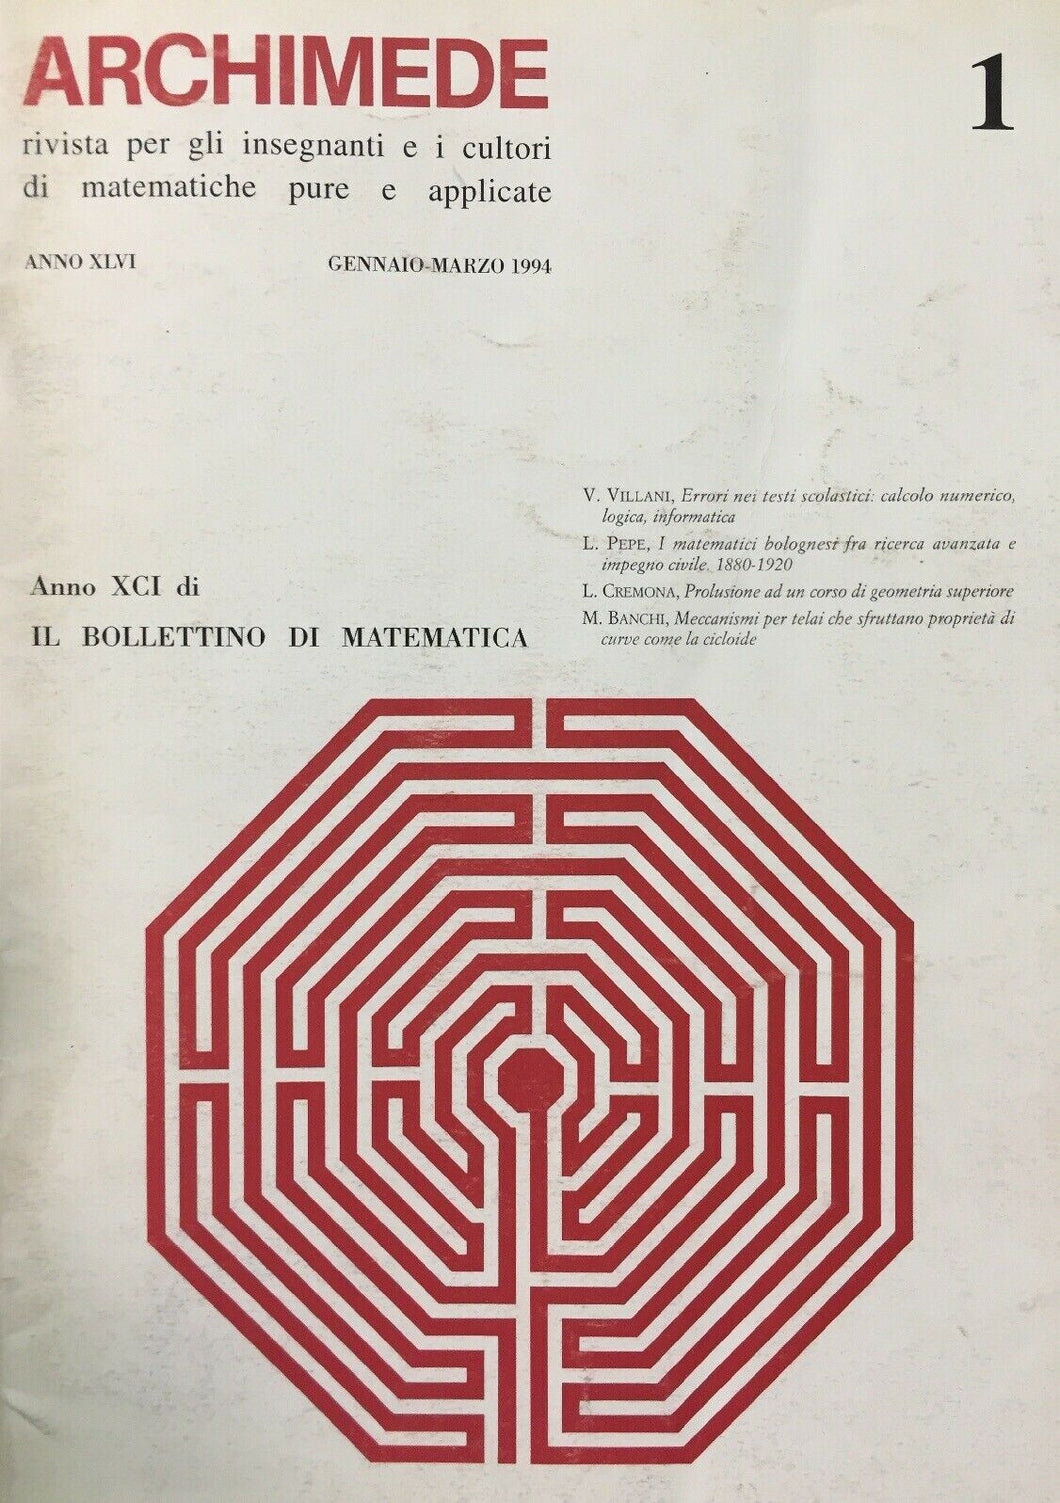 ARCHIMEDE
1
rivista per gli insegnanti e i cultori
di matematiche pure e applicate
ANNO XLVI
GENNAIO-MARZO 1994
V. VILLANI, Errori nei testi scolastici: calcolo numerico,
logica, informatica
L. PEPE, I matematici bolognesi fra ricerca avanzata e
impegno civile. 1880-1920
L. CREMONA, Prolusione ad un corso di geometria superiore
M. BANCHI, Meccanismi per telai che sfruttano proprietà di
curve come la cicloide
Anno XCI di
IL BOLLETTINO DI MATEMATICA